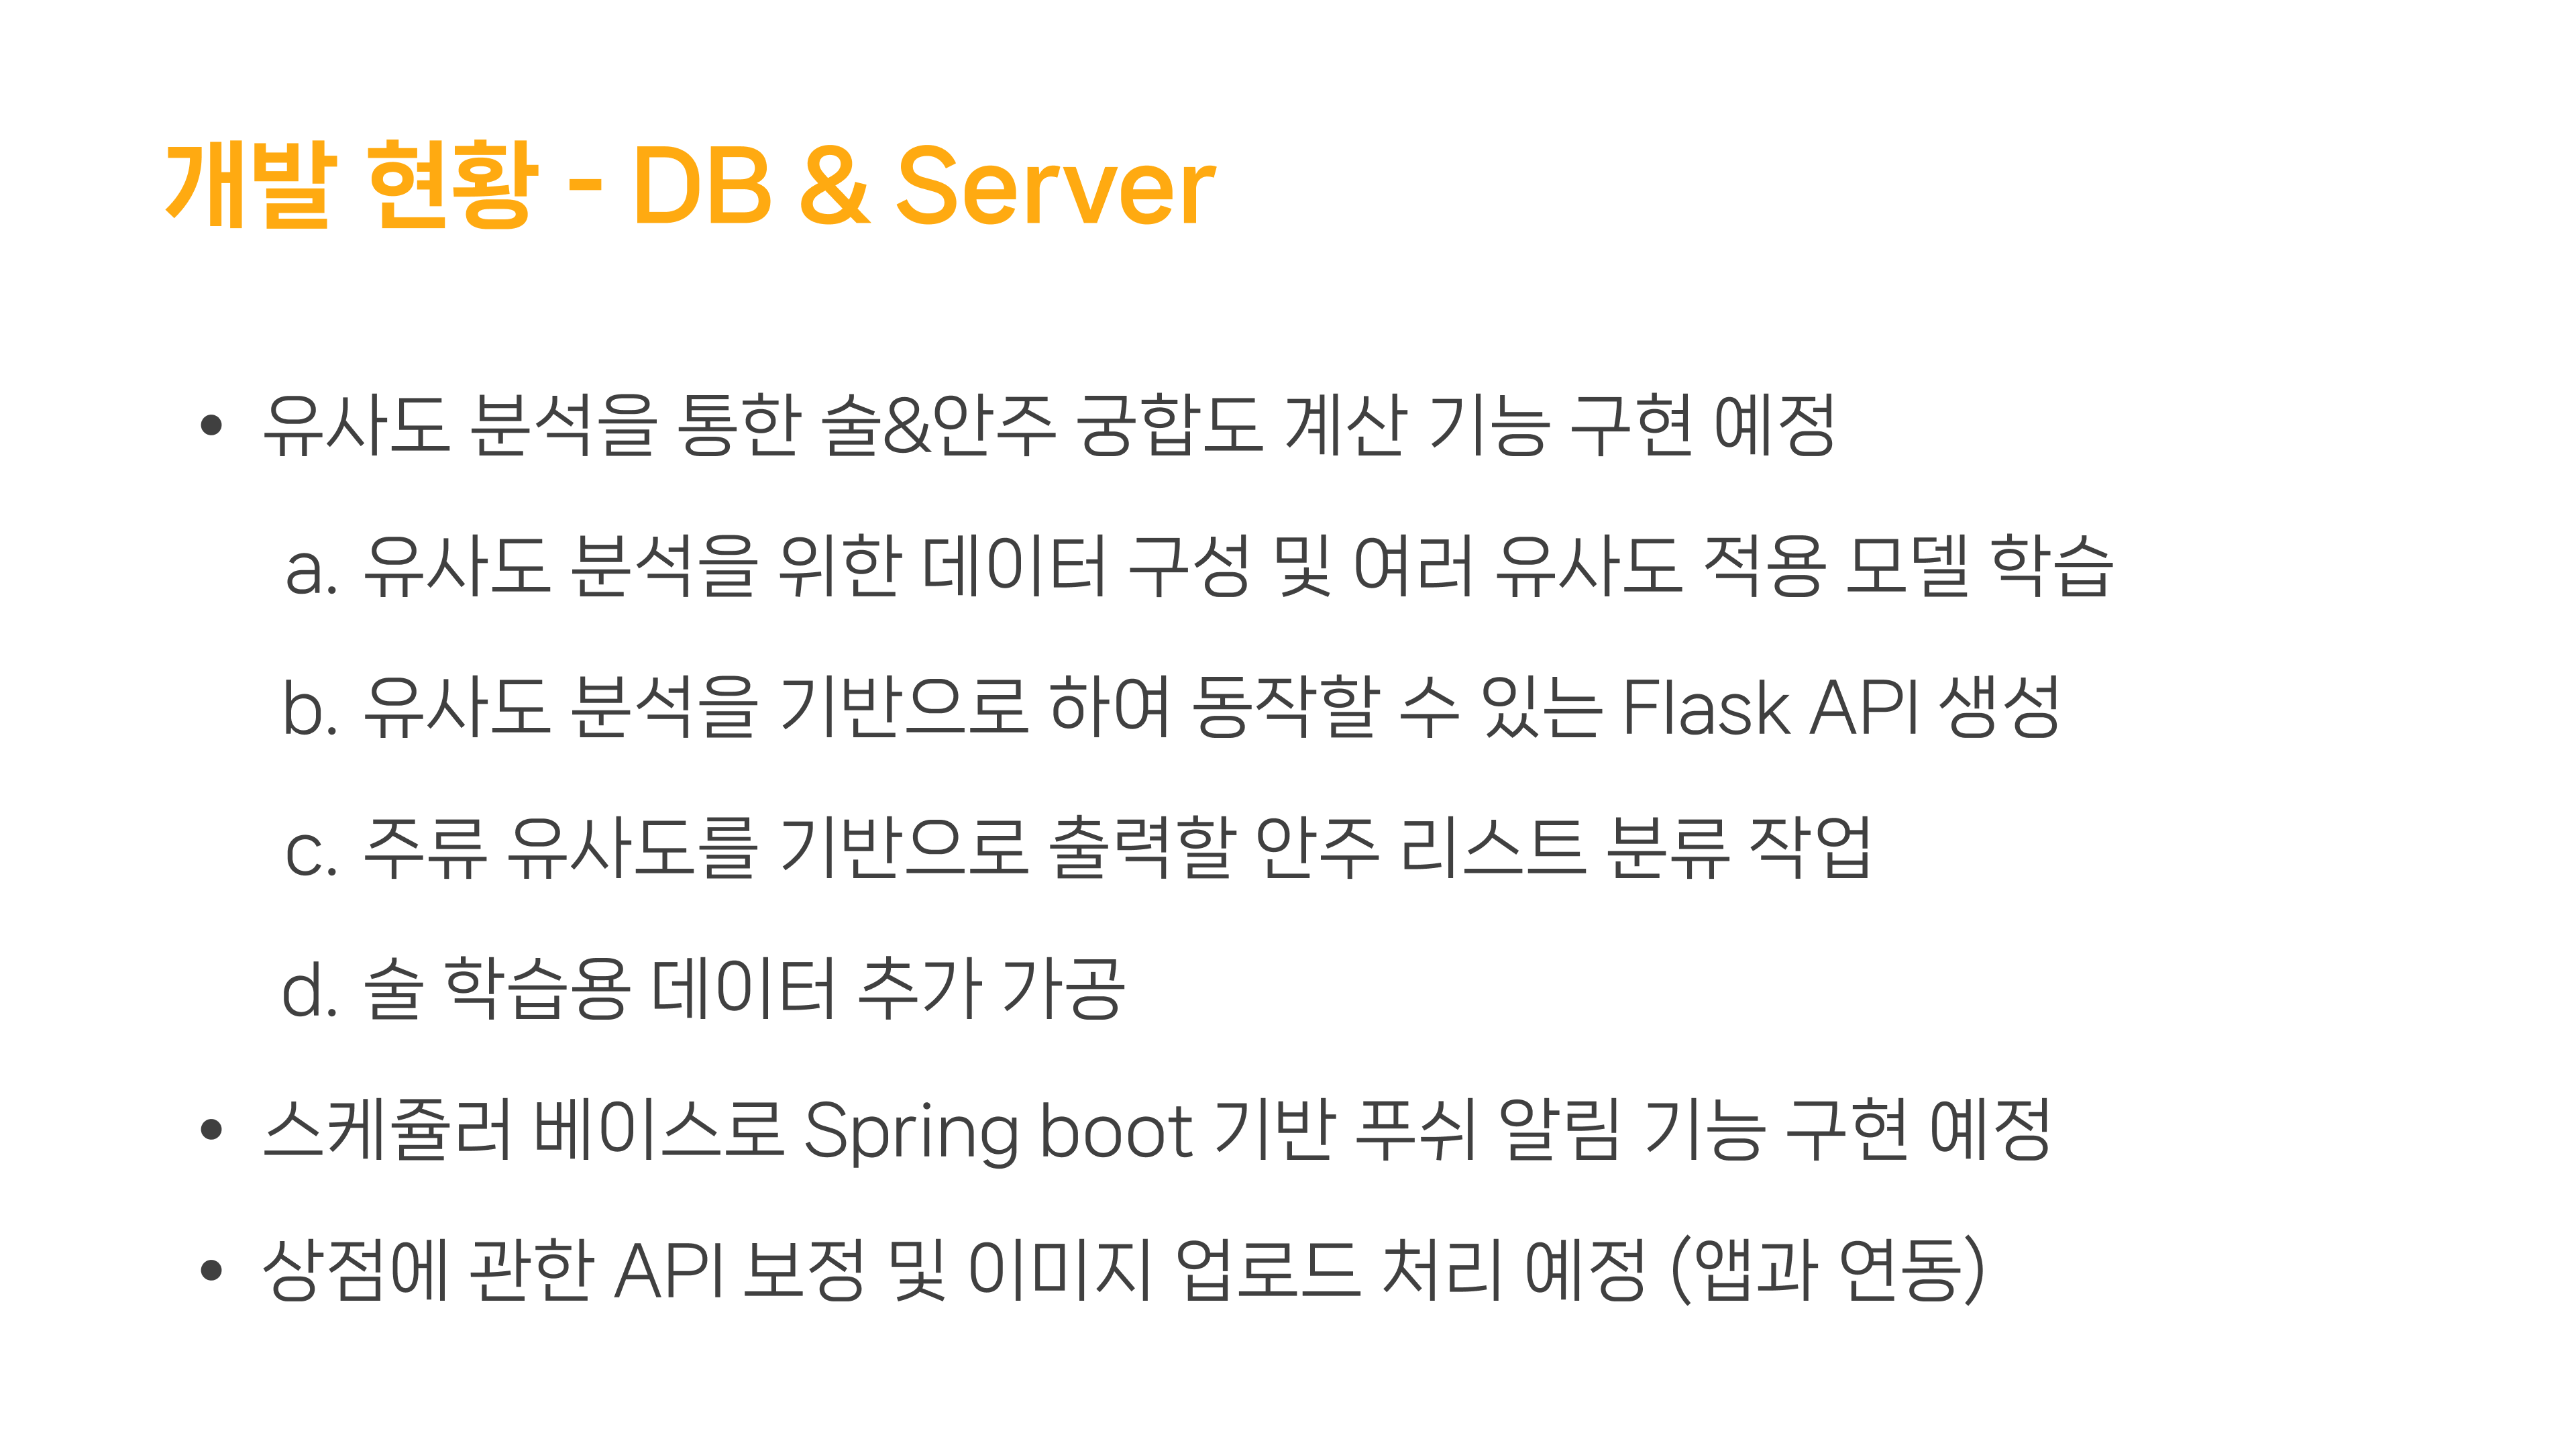 개발 현황 - DB & Server
• 유사도 분석을 통한 술&안주 궁합도 계산 기능 구현 예정
a. 유사도 분석을 위한 데이터 구성 및 여러 유사도 적용 모델 학습
b. 유사도 분석을 기반으로 하여 동작할 수 있는 Flask API 생성
c. 주류 유사도를 기반으로 출력할 안주 리스트 분류 작업
d. 술 학습용 데이터 추가 가공
• 스케쥴러 베이스로 Spring boot 기반 푸쉬 알림 기능 구현 예정
• 상점에 관한 API 보정 및 이미지 업로드 처리 예정 (앱과 연동)